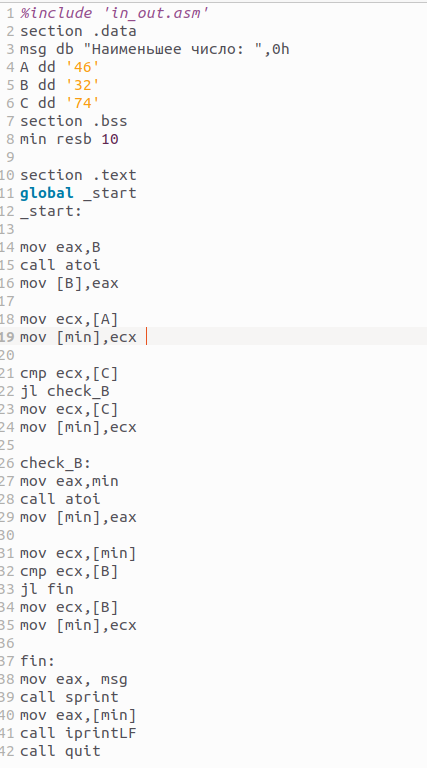 1 %include 'in_out.asm'
2 section .data
3 msg db "Наименьшее число: ",0h
4 A dd '46'
5 B dd '32'
6 C dd '74'
7 section .bss
8 min resb 10
9
10 section .text
11 global _start
12 _start:
13
14 mov eax,B
15 call atoi
16 mov [B],eax
17
18 mov ecx,[A]
19 mov [min],ecx
20
21 cmp ecx,[C]
22 jl check_B
23 mov ecx,[C]
24 mov [min],ecx
25
26 check_B:
27 mov eax,min
28 call atoi
29 mov [min],eax
30
31 mov ecx,[min]
32 cmp ecx,[B]
33 jl fin
34 mov ecx,[B]
35 mov [min],ecx
36
37 fin:
38 mov eax, msg
39 call sprint
40 mov eax,[min]
41 call iprintLF
42 call quit